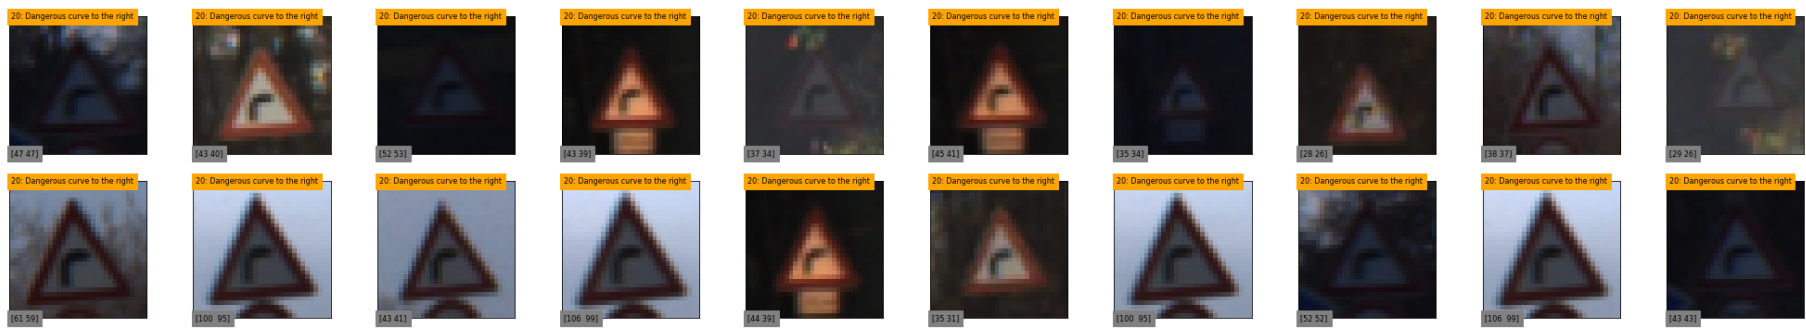 20: Dangerous curve to the right
20: Dangerous curve to the right
20: Dangerous curve to the right
20: Dangerous curve to the right
20: Dangerous curve to the right
20: Dangerous curve to the right
20: Dangerous curve to the right
20: Dangerous curve to the right
20: Dangerous curve to the right
20: Dangerous curve to the right
[47 47]
[43 40]
[52 53]
[43 39]
[37 34]
[45 41]
[35 34]
[28 26]
[38 37]
[29 26]
20: Dangerous curve to the right
20: Dangerous curve to the right
20: Dangerous curve to the right
20: Dangerous curve to the right
20: Dangerous curve to the right
20: Dangerous curve to the right
20: Dangerous curve to the right
20: Dangerous curve to the right
20: Dangerous curve to the right
20: Dangerous curve to the right
[61 59]
[100 95]
[43 41]
[106 99]
[44 39]
[35 31]
[100 95]
[52 52]
[106 99]
[43 43]